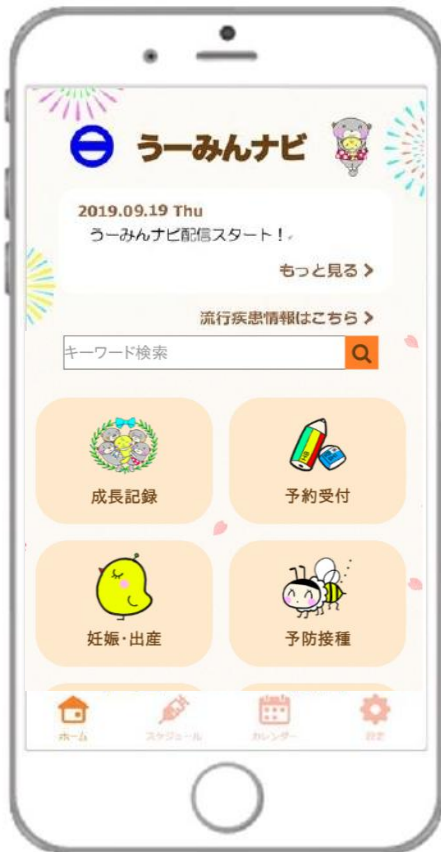 うーみんナビ
2019.09.19 Thu
うーみんナビ配信スタート！
もっと見る
流行疾患情報はこちら
キーワード検索
成長記録
予約受付
妊娠・出産
予防接種
ホーム
スケジュール
カレンダー
設定